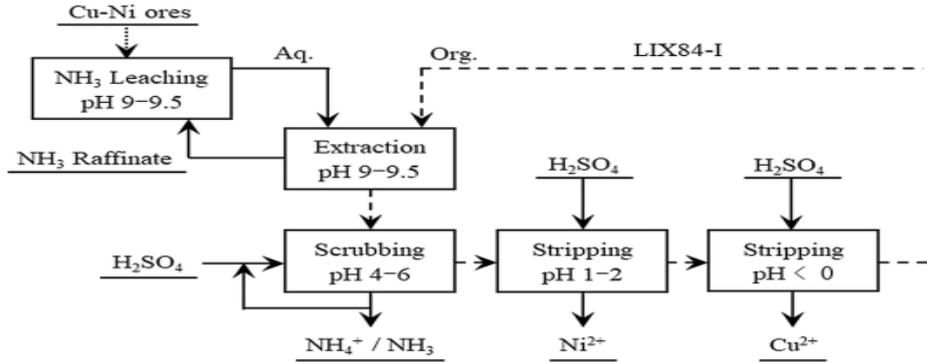 Cu-Ni ores
NH₃ Leaching
pH 9−9.5
Aq.
Org.
LIX84-I
NH₃ Raffinate
Extraction
pH 9−9.5
H₂SO₄
H₂SO₄
H₂SO₄
Scrubbing
pH 4−6
Stripping
pH 1−2
Stripping
pH < 0
NH₄⁺ / NH₃
Ni²⁺
Cu²⁺